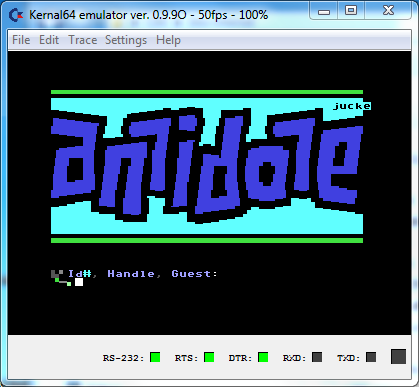 Kernal64 emulator ver. 0.9.9O - 50fps - 100%
File Edit Trace Settings Help
jucke
antidote
Id#, Handle, Guest:
RS-232: RTS: DTR: RXD: TXD: